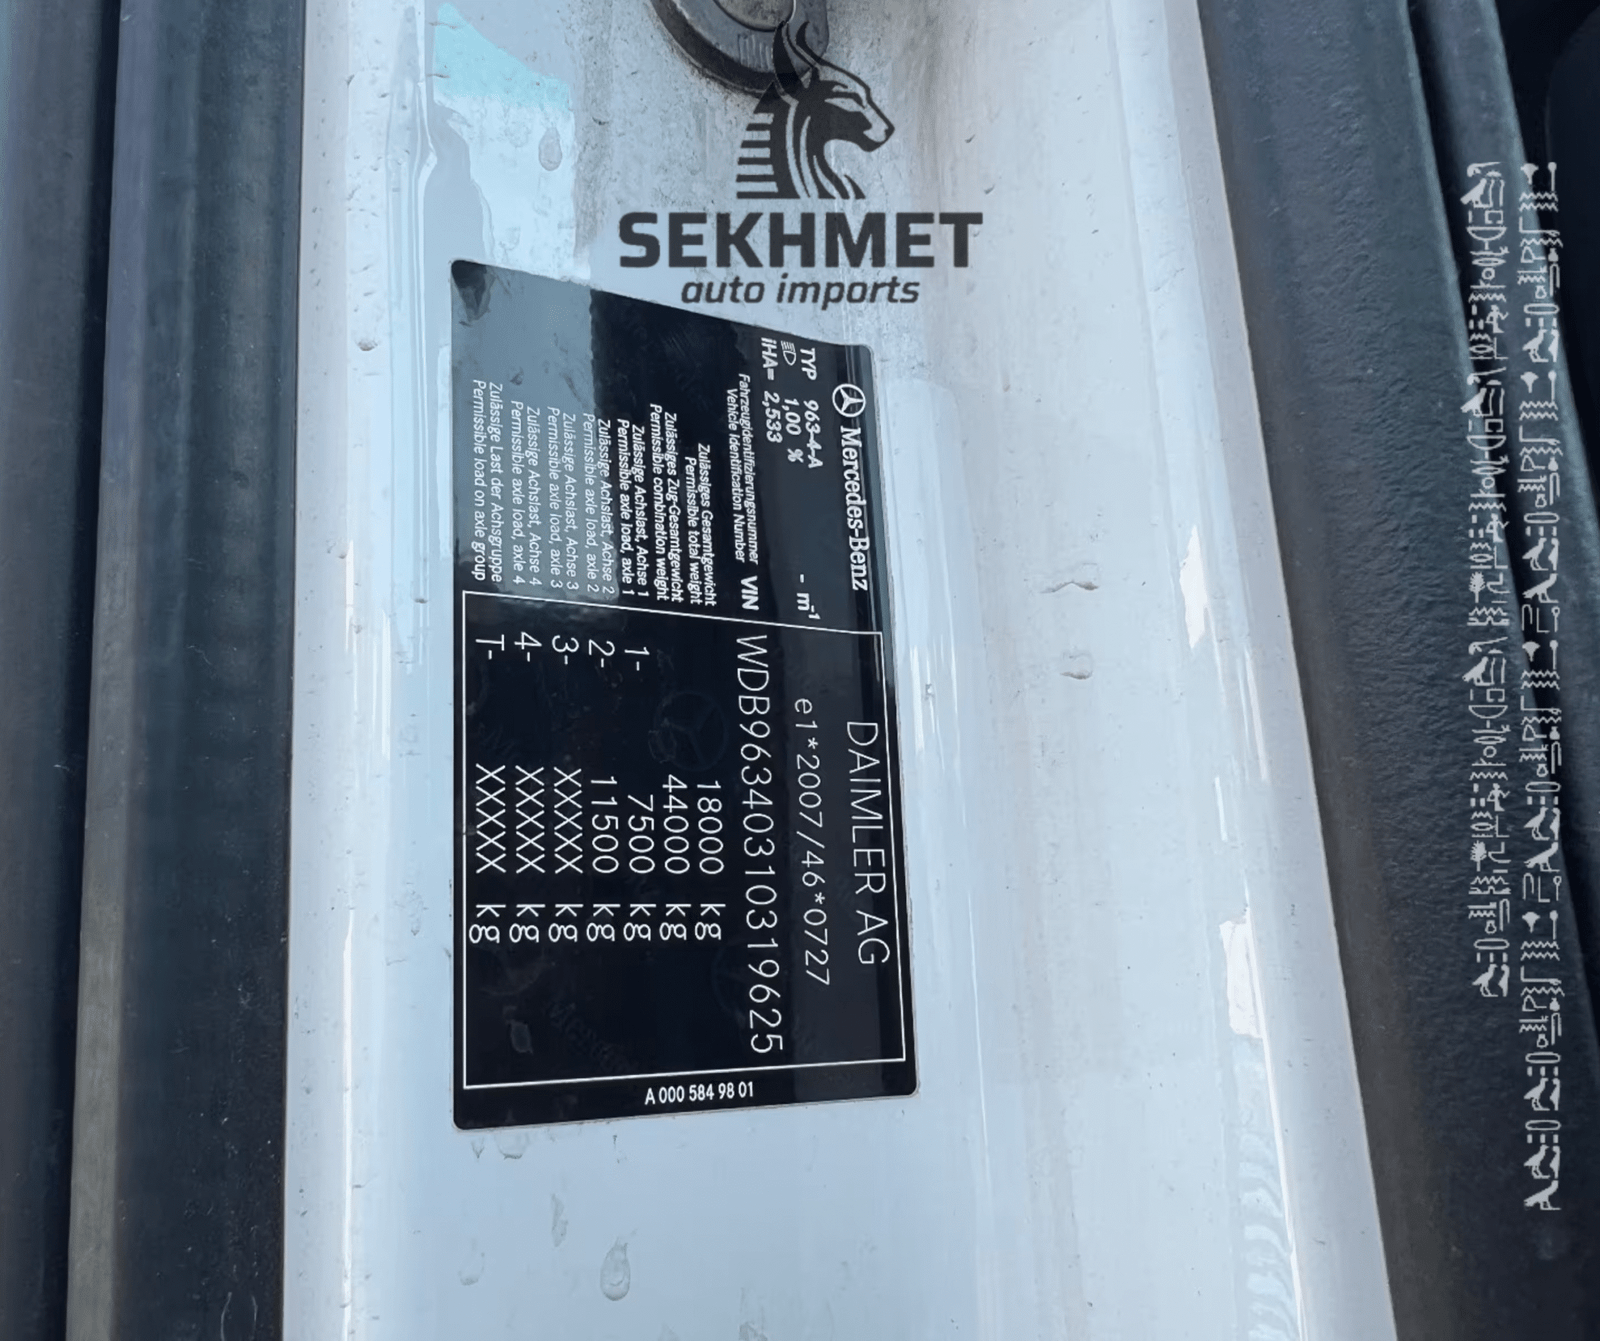 SEKHMET
auto imports
Mercedes-Benz
DAIMLER AG
TYP 963-4-A
1,00 % - m-1 e1*2007/46*0727
iHA= 2,533
Fahrzeugidentifizierungsnummer
Vehicle Identification Number VIN WDB9634031031 9625
Zulässiges Gesamtgewicht
Permissible total weight 18000 kg
Zulässiges Zug-Gesamtgewicht
Permissible combination weight 44000 kg
Zulässige Achslast, Achse 1
Permissible axle load, axle 1 1- 7500 kg
Zulässige Achslast, Achse 2
Permissible axle load, axle 2 2- 11500 kg
Zulässige Achslast, Achse 3
Permissible axle load, axle 3 3- XXXXX kg
Zulässige Achslast, Achse 4
Permissible axle load, axle 4 4- XXXXX kg
Zulässige Last der Achsgruppe
Permissible load on axle group T- XXXXX kg
A 000 584 98 01